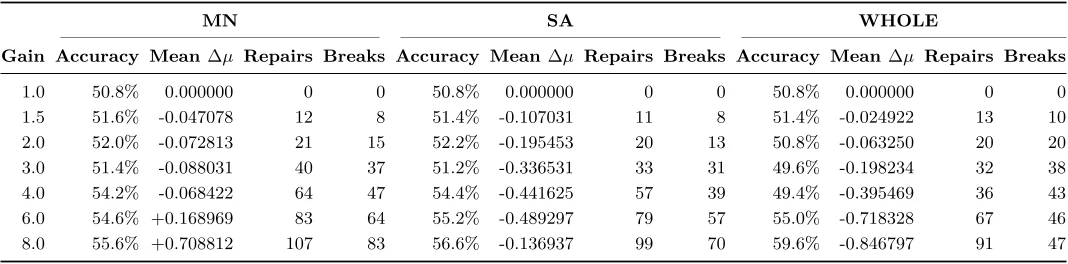 MN SA WHOLE
Gain Accuracy Mean Δμ Repairs Breaks Accuracy Mean Δμ Repairs Breaks Accuracy Mean Δμ Repairs Breaks
1.0 50.8% 0.000000 0 0 50.8% 0.000000 0 0 50.8% 0.000000 0 0
1.5 51.6% -0.047078 12 8 51.4% -0.107031 11 8 51.4% -0.024922 13 10
2.0 52.0% -0.072813 21 15 52.2% -0.195453 20 13 50.8% -0.063250 20 20
3.0 51.4% -0.088031 40 37 51.2% -0.336531 33 31 49.6% -0.198234 32 38
4.0 54.2% -0.068422 64 47 54.4% -0.441625 57 39 49.4% -0.395469 36 43
6.0 54.6% +0.168969 83 64 55.2% -0.489297 79 57 55.0% -0.718328 67 46
8.0 55.6% +0.708812 107 83 56.6% -0.136937 99 70 59.6% -0.846797 91 47